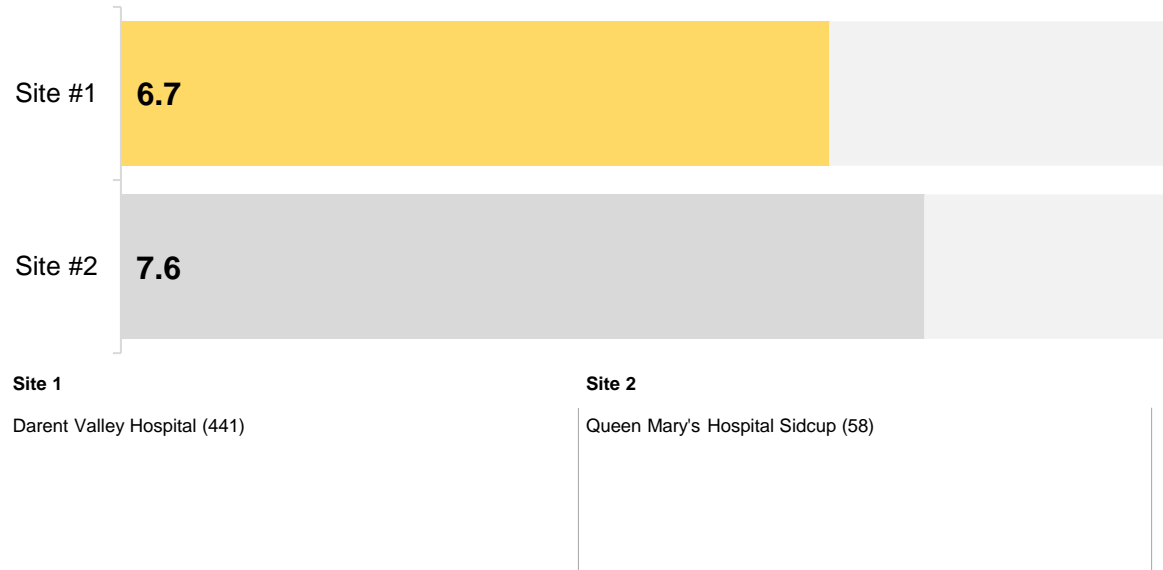 Site #1
6.7
Site #2
7.6
Site 1
Site 2
Darent Valley Hospital (441)
Queen Mary's Hospital Sidcup (58)